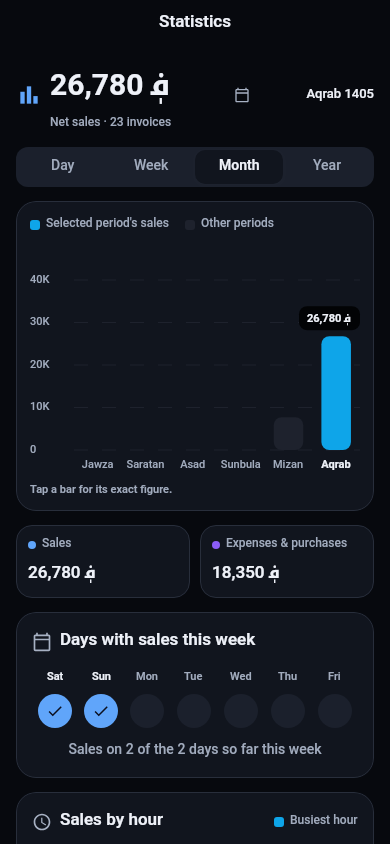 Statistics
26,780 ؋
Aqrab 1405
Net sales · 23 invoices
Day Week Month Year
Selected period's sales Other periods
40K
30K
26,780 ؋
20K
10K
0
Jawza Saratan Asad Sunbula Mizan Aqrab
Tap a bar for its exact figure.
Sales Expenses & purchases
26,780 ؋ 18,350 ؋
Days with sales this week
Sat Sun Mon Tue Wed Thu Fri
Sales on 2 of the 2 days so far this week
Sales by hour Busiest hour